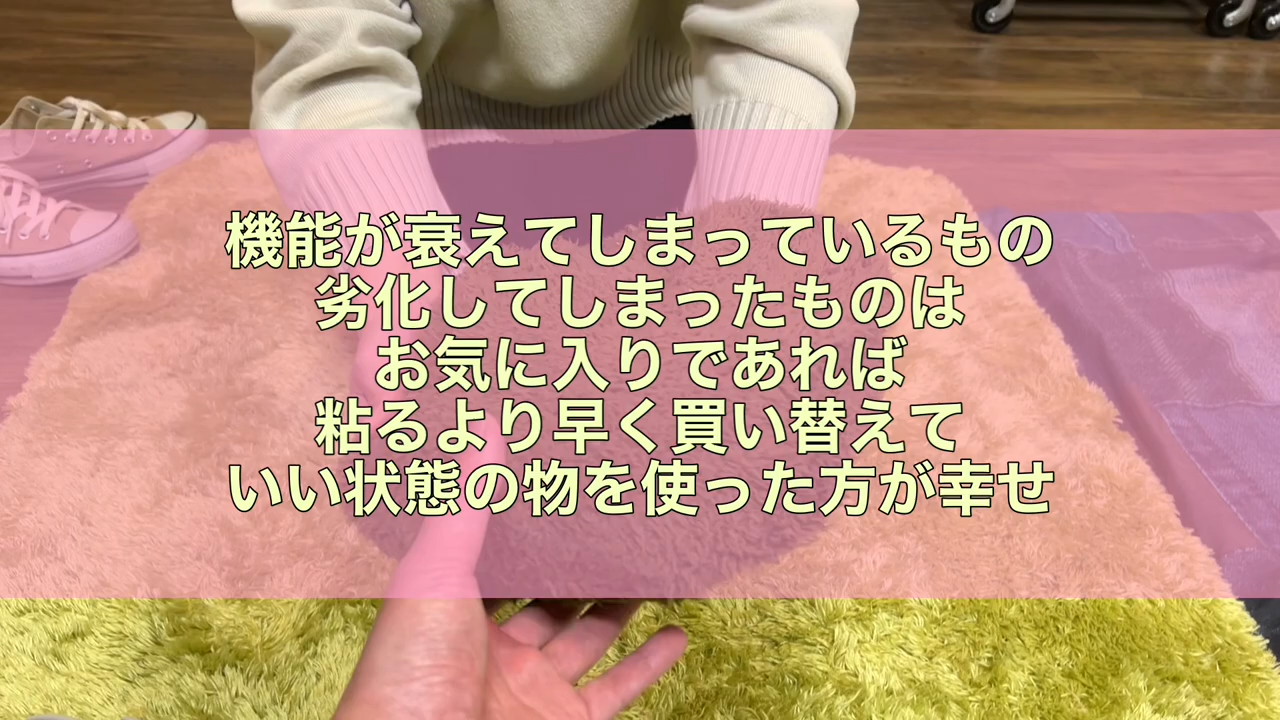 機能が衰えてしまっているもの
劣化してしまったものは
お気に入りであれば
粘るより早く買い替えて
いい状態の物を使った方が幸せ